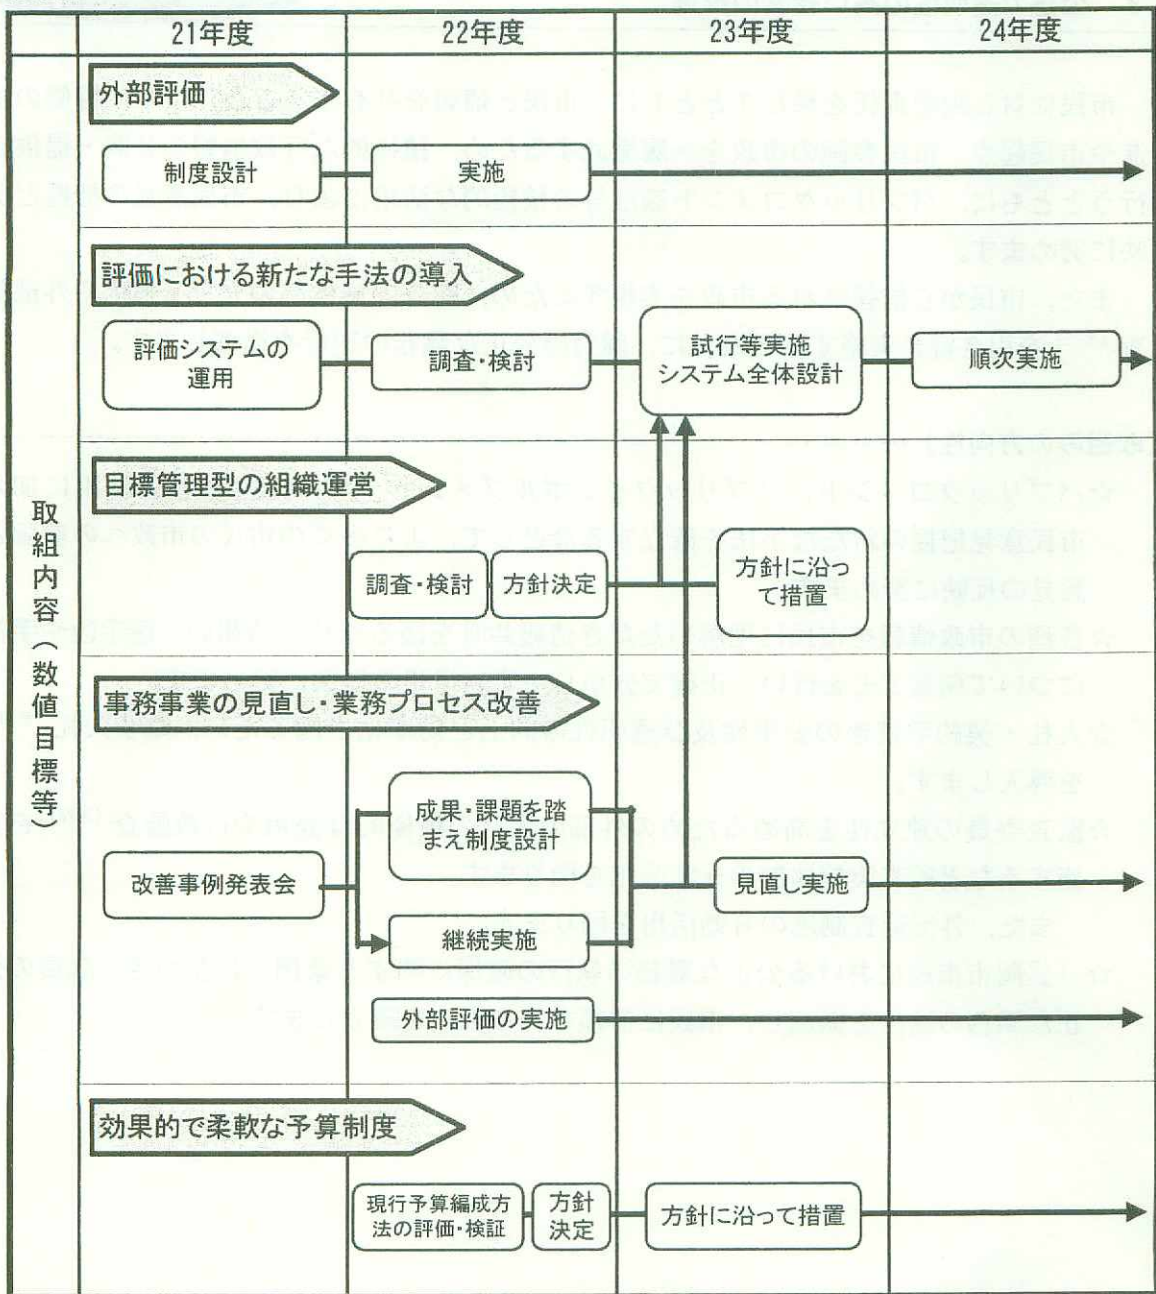 21年度
22年度
23年度
24年度
取組内容（数値目標等）
外部評価
制度設計
実施
評価における新たな手法の導入
評価システムの
運用
調査・検討
試行等実施
システム全体設計
順次実施
目標管理型の組織運営
調査・検討
方針決定
方針に沿っ
て措置
事務事業の見直し・業務プロセス改善
成果・課題を踏
まえ制度設計
改善事例発表会
見直し実施
継続実施
外部評価の実施
効果的で柔軟な予算制度
現行予算編成方
法の評価・検証
方針
決定
方針に沿って措置